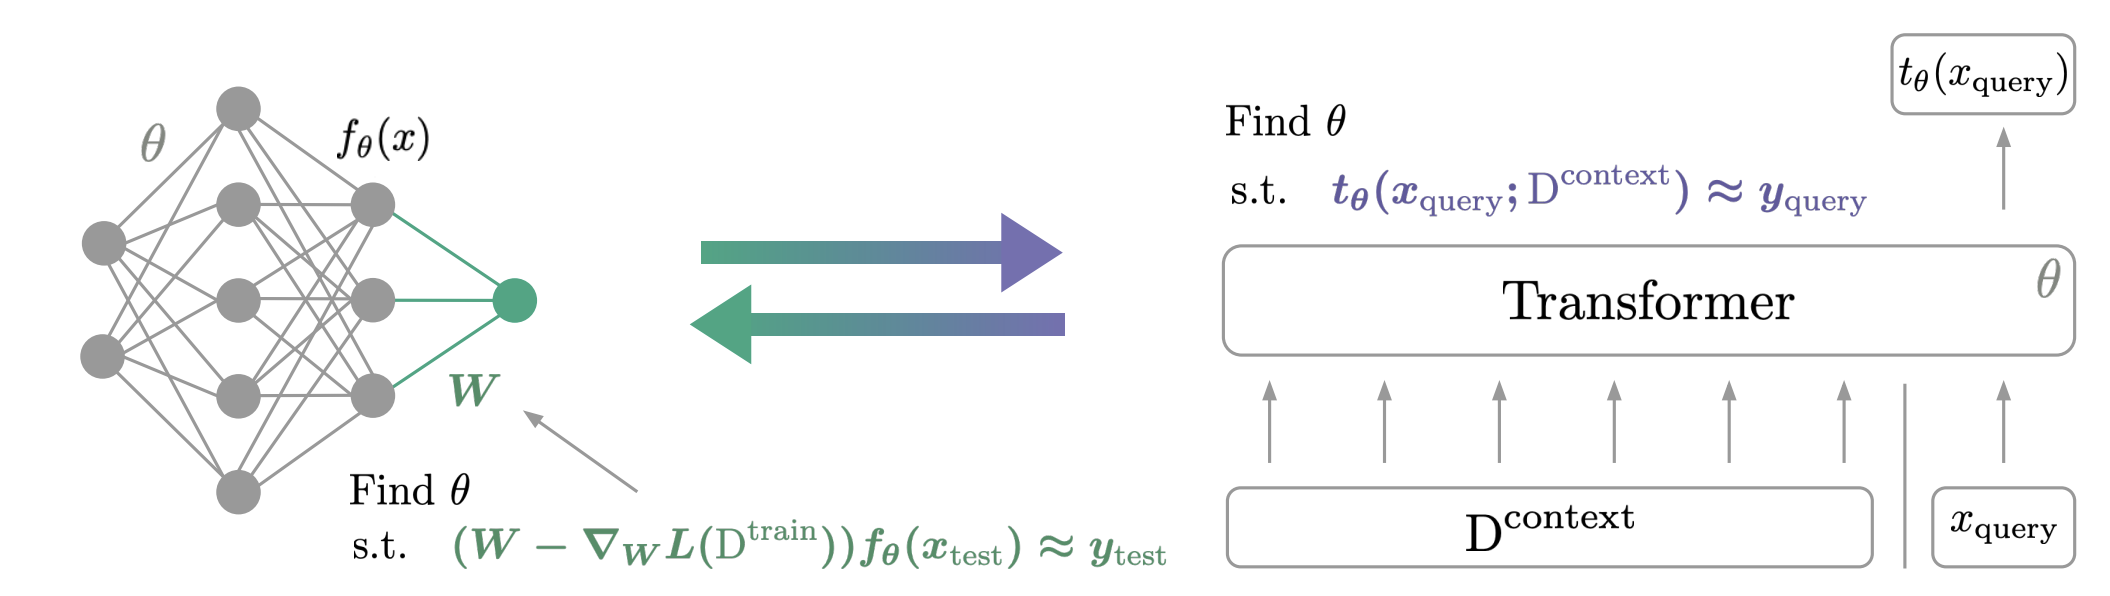 θ
f_θ(x)
W
Find θ
s.t. (W − ∇_W L(D^train))f_θ(x_test) ≈ y_test
Find θ
s.t. t_θ(x_query; D^context) ≈ y_query
t_θ(x_query)
Transformer
θ
D^context
x_query